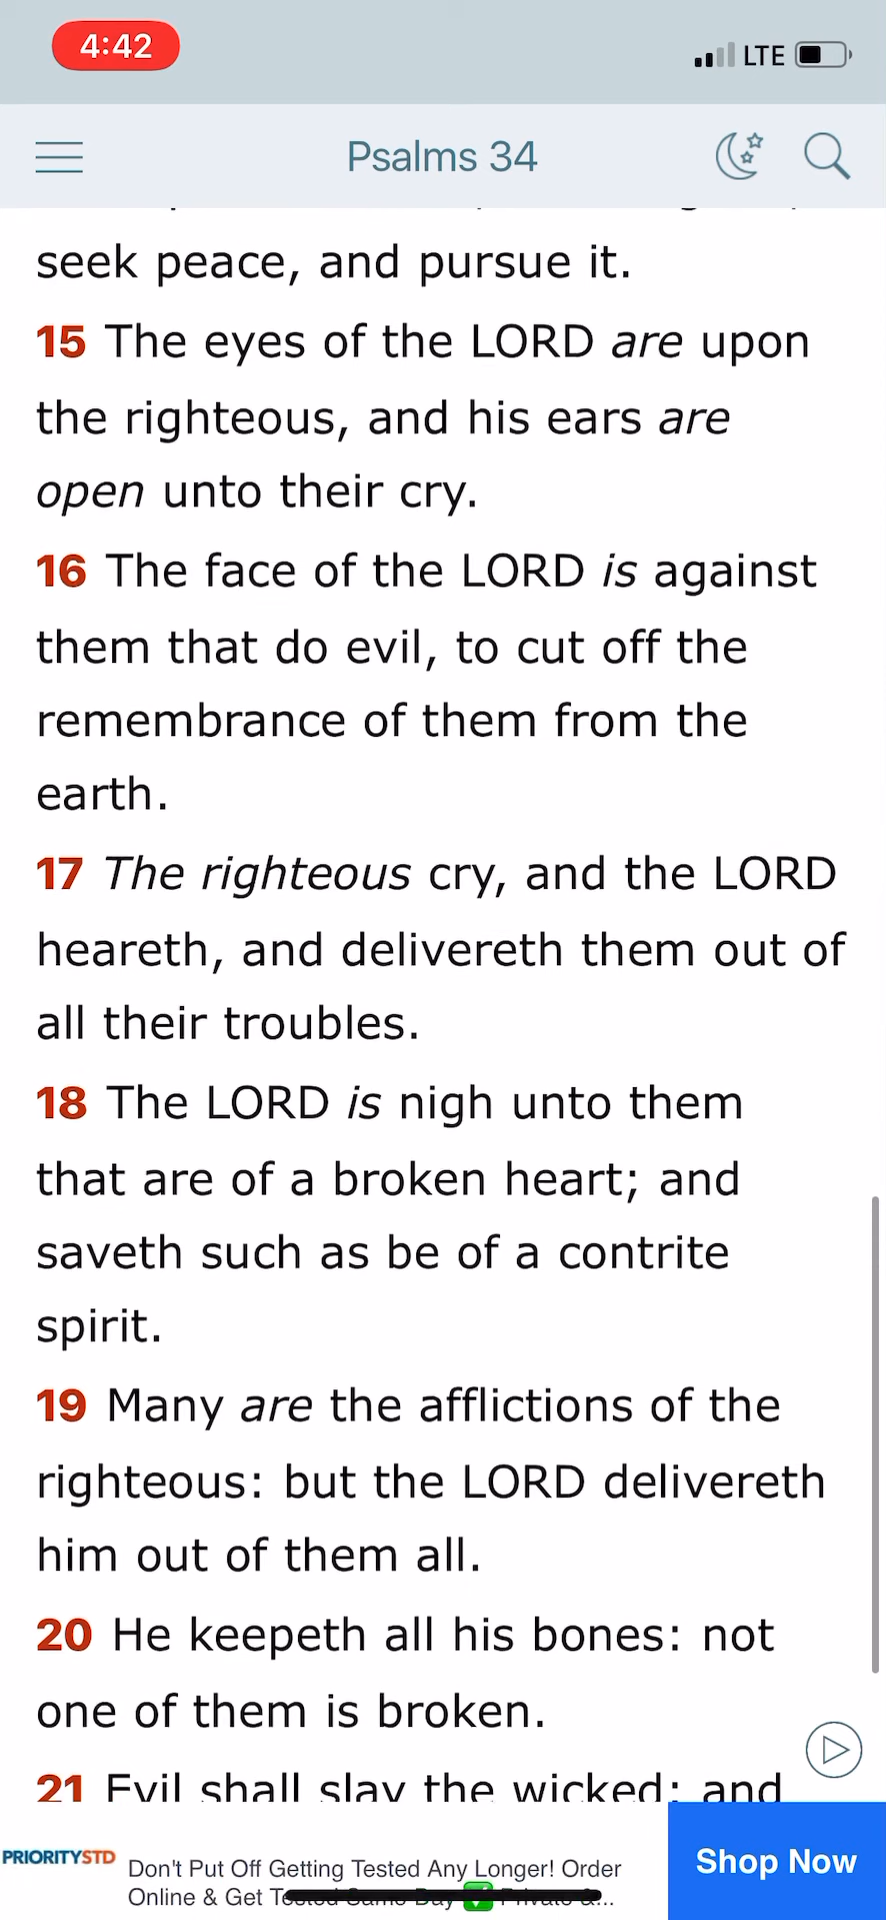 4:42
LTE
Psalms 34
seek peace, and pursue it.
15 The eyes of the LORD are upon
the righteous, and his ears are
open unto their cry.
16 The face of the LORD is against
them that do evil, to cut off the
remembrance of them from the
earth.
17 The righteous cry, and the LORD
heareth, and delivereth them out of
all their troubles.
18 The LORD is nigh unto them
that are of a broken heart; and
saveth such as be of a contrite
spirit.
19 Many are the afflictions of the
righteous: but the LORD delivereth
him out of them all.
20 He keepeth all his bones: not
one of them is broken.
21 Evil shall slay the wicked: and
PRIORITYSTD
Don't Put Off Getting Tested Any Longer! Order
Online & Get Tested Same Day ✅ Private &...
Shop Now